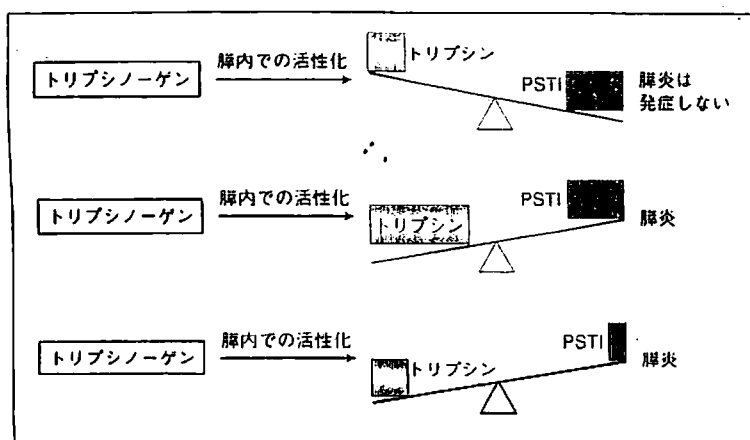 トリプシノーゲン
膵内での活性化
トリプシン
PSTI
膵炎は
発症しない
トリプシノーゲン
膵内での活性化
トリプシン
PSTI
膵炎
トリプシノーゲン
膵内での活性化
トリプシン
PSTI
膵炎